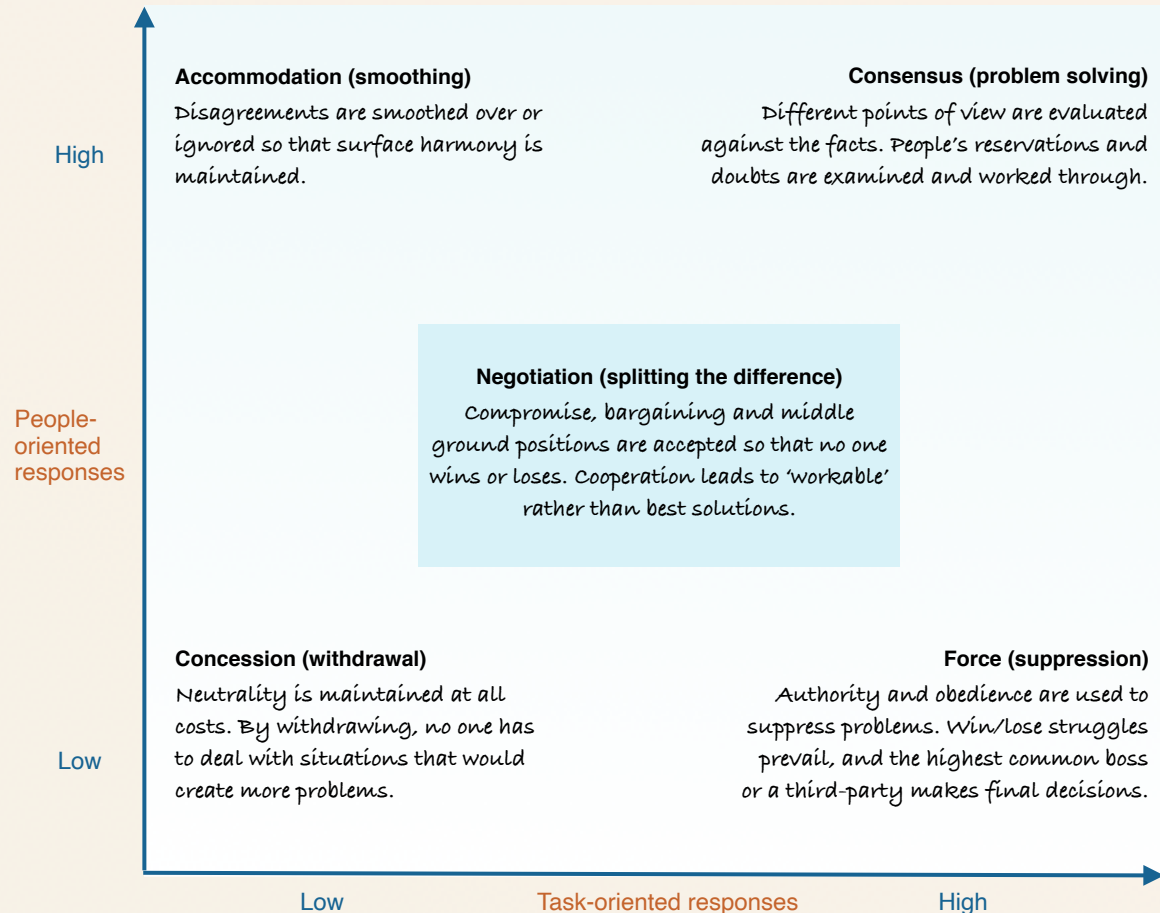 Accommodation (smoothing)
Disagreements are smoothed over or
ignored so that surface harmony is
maintained.
Consensus (problem solving)
Different points of view are evaluated
against the facts. People's reservations and
doubts are examined and worked through.
High
Negotiation (splitting the difference)
Compromise, bargaining and middle
ground positions are accepted so that no one
wins or loses. Cooperation leads to ‘workable’
rather than best solutions.
People-
oriented
responses
Concession (withdrawal)
Neutrality is maintained at all
costs. By withdrawing, no one has
to deal with situations that would
create more problems.
Force (suppression)
Authority and obedience are used to
suppress problems. Win/lose struggles
prevail, and the highest common boss
or a third-party makes final decisions.
Low
Low
Task-oriented responses
High